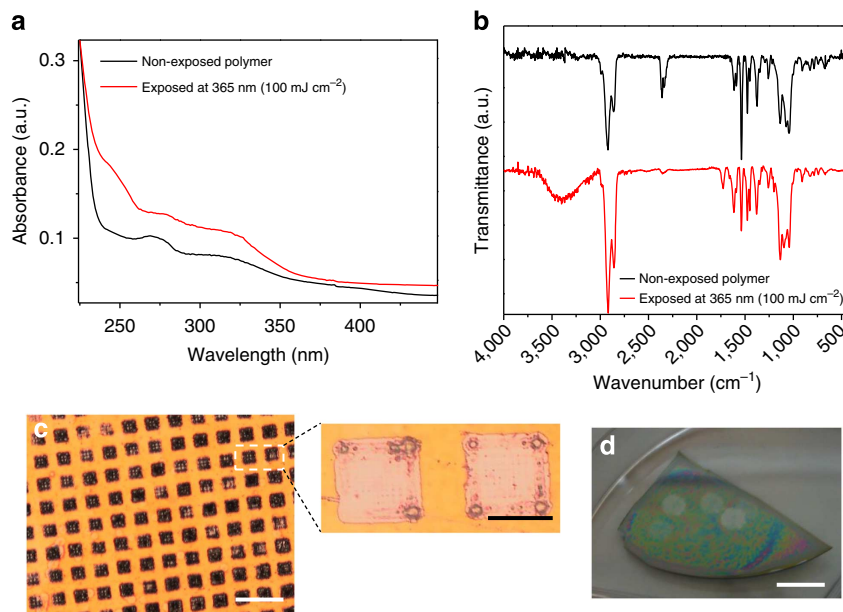 a
0.3
0.2
0.1
Absorbance (a.u.)
Non-exposed polymer
Exposed at 365 nm (100 mJ cm⁻²)
250 300 350 400
Wavelength (nm)
b
Transmittance (a.u.)
Non-exposed polymer
Exposed at 365 nm (100 mJ cm⁻²)
4,000 3,500 3,000 2,500 2,000 1,500 1,000 500
Wavenumber (cm⁻¹)
c
d